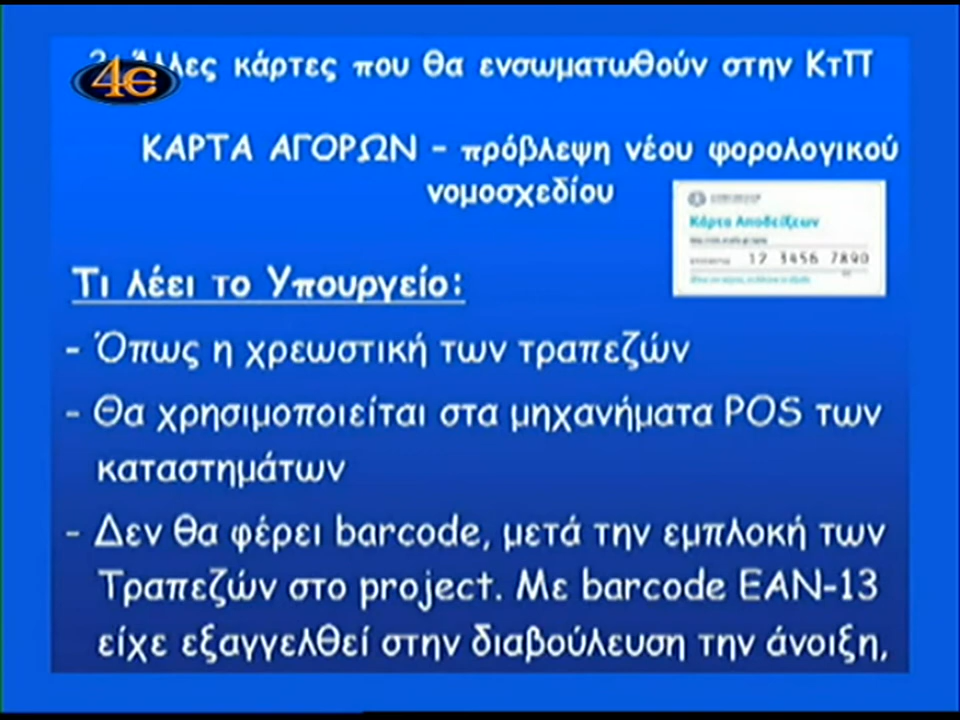 Άλλες κάρτες που θα ενσωματωθούν στην ΚτΠ
4e
ΚΑΡΤΑ ΑΓΟΡΩΝ – πρόβλεψη νέου φορολογικού
νομοσχεδίου
Κάρτα Αποδείξεων
12 3456 7890
Τι λέει το Υπουργείο:
- Όπως η χρεωστική των τραπεζών
- Θα χρησιμοποιείται στα μηχανήματα POS των
καταστημάτων
- Δεν θα φέρει barcode, μετά την εμπλοκή των
Τραπεζών στο project. Με barcode EAN-13
είχε εξαγγελθεί στην διαβούλευση την άνοιξη,